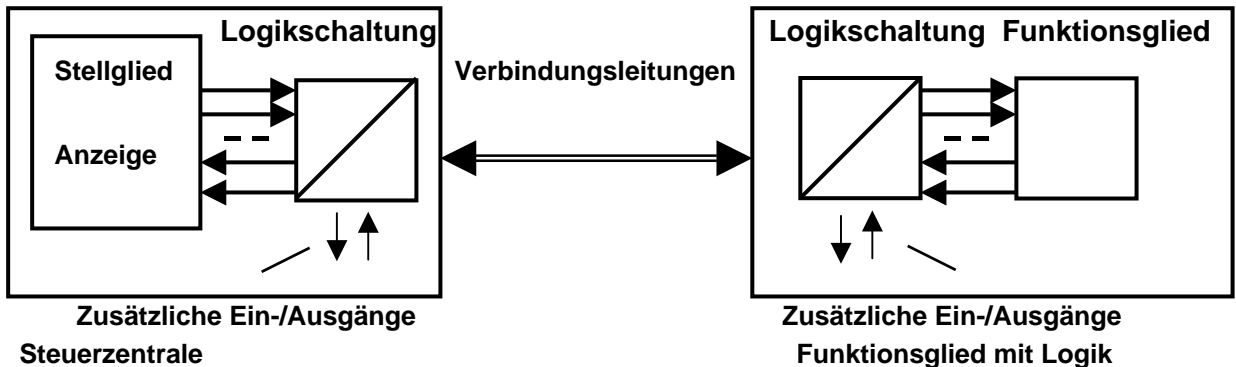 Logikschaltung
Stellglied
Anzeige
Verbindungsleitungen
Logikschaltung Funktionsglied
Zusätzliche Ein-/Ausgänge
Steuerzentrale
Zusätzliche Ein-/Ausgänge
Funktionsglied mit Logik